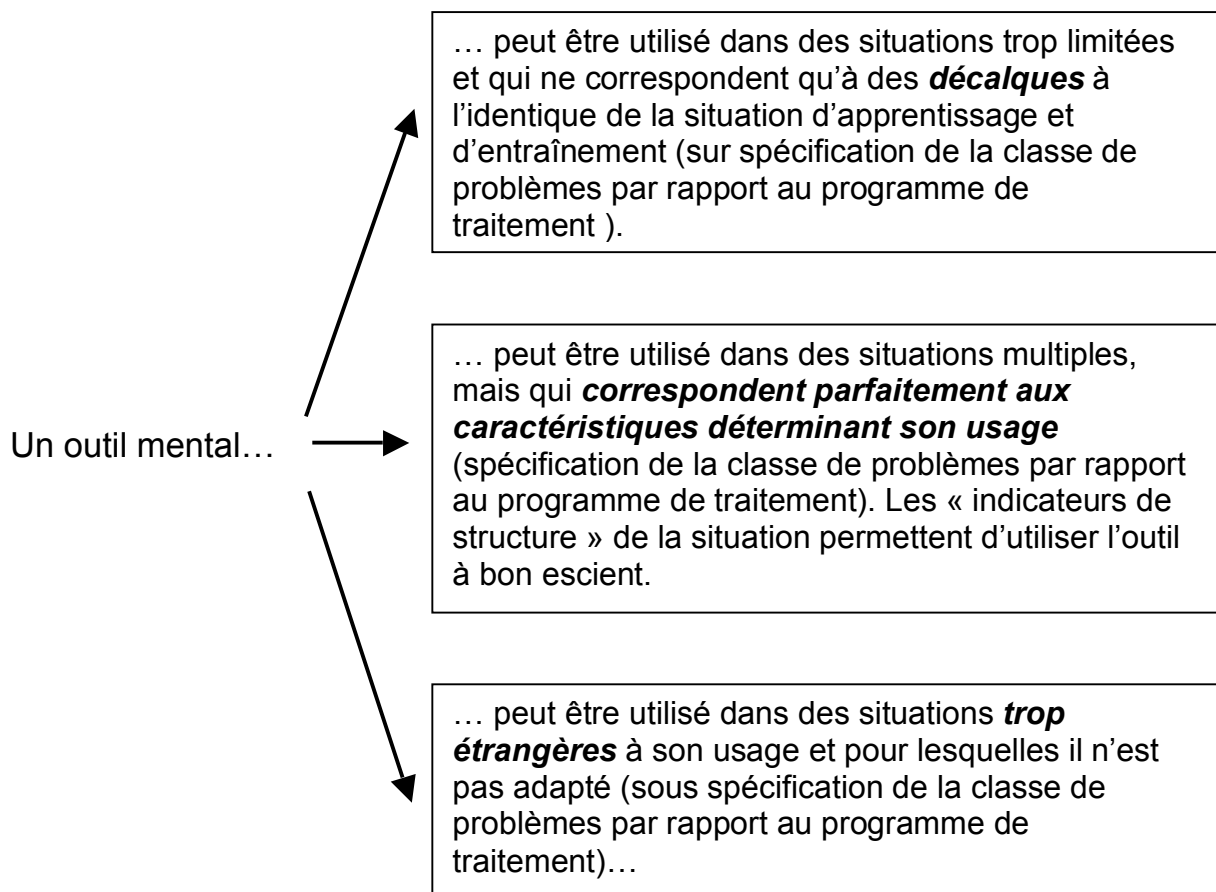 … peut être utilisé dans des situations trop limitées
et qui ne correspondent qu’à des décalques à
l’identique de la situation d’apprentissage et
d’entraînement (sur spécification de la classe de
problèmes par rapport au programme de
traitement ).
Un outil mental…
… peut être utilisé dans des situations multiples,
mais qui correspondent parfaitement aux
caractéristiques déterminant son usage
(spécification de la classe de problèmes par rapport
au programme de traitement). Les « indicateurs de
structure » de la situation permettent d’utiliser l’outil
à bon escient.
… peut être utilisé dans des situations trop
étrangères à son usage et pour lesquelles il n’est
pas adapté (sous spécification de la classe de
problèmes par rapport au programme de
traitement)…